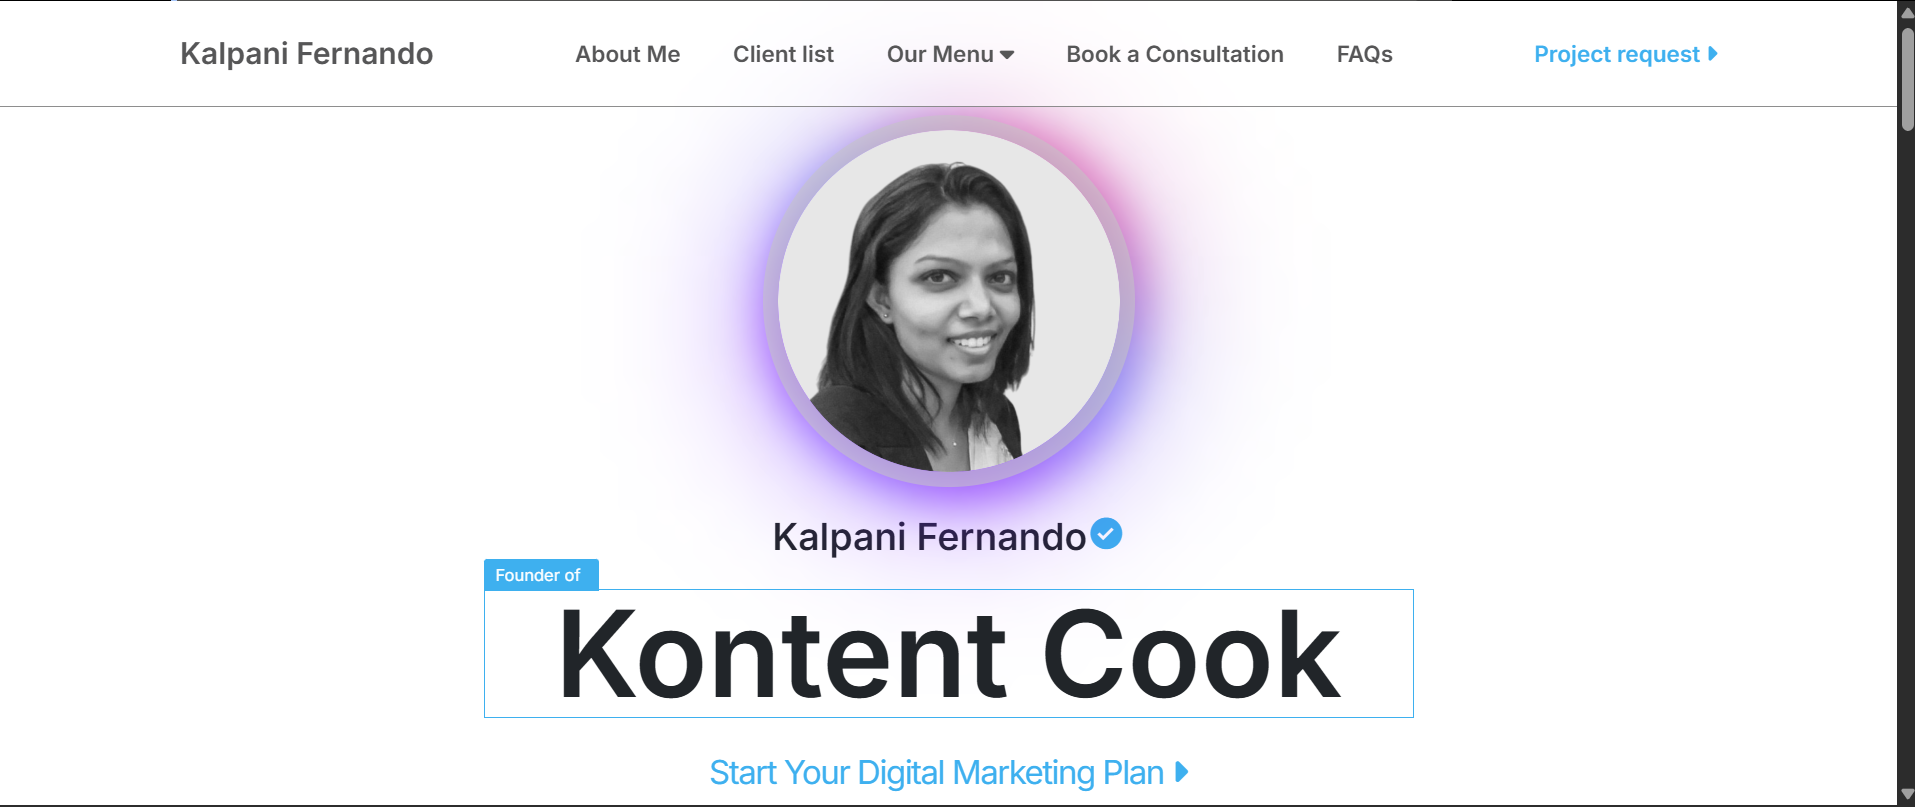 Kalpani Fernando
About Me
Client list
Our Menu
Book a Consultation
FAQs
Project request
Kalpani Fernando
Founder of
Kontent Cook
Start Your Digital Marketing Plan